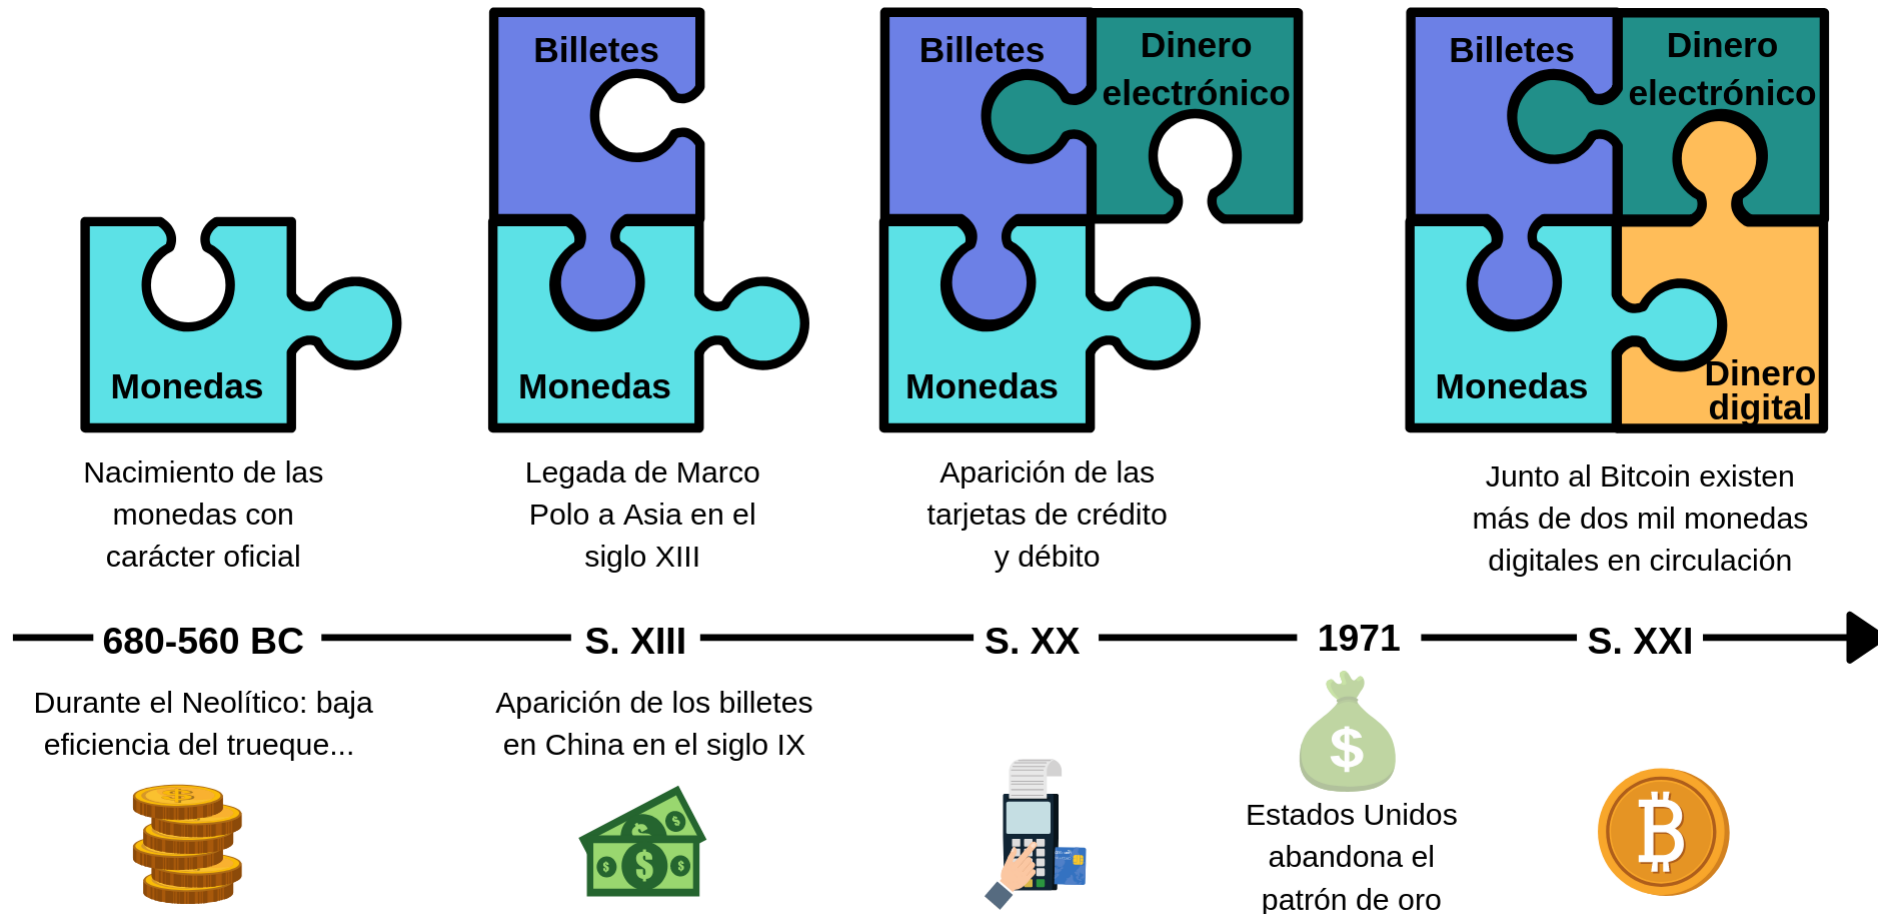 Monedas
Nacimiento de las
monedas con
carácter oficial
680-560 BC
Durante el Neolítico: baja
eficiencia del trueque...
Billetes
Monedas
Legada de Marco
Polo a Asia en el
siglo XIII
S. XIII
Aparición de los billetes
en China en el siglo IX
Billetes
Dinero
electrónico
Monedas
Aparición de las
tarjetas de crédito
y débito
S. XX
1971
$
Estados Unidos
abandona el
patrón de oro
Billetes
Dinero
electrónico
Monedas
Dinero
digital
Junto al Bitcoin existen
más de dos mil monedas
digitales en circulación
S. XXI